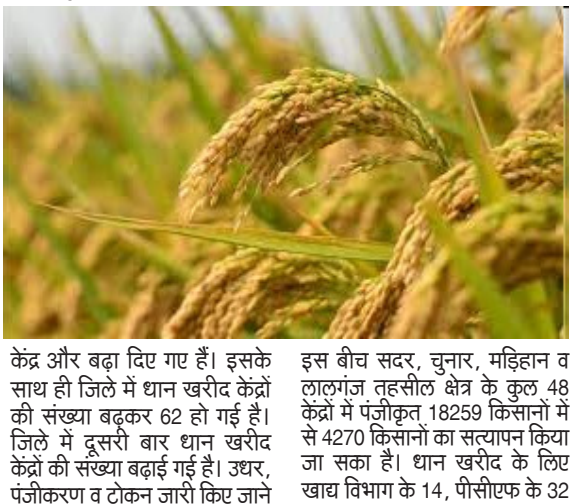 केंद्र और बढ़ा दिए गए हैं। इसके
साथ ही जिले में धान खरीद केंद्रों
की संख्या बढ़कर 62 हो गई है।
जिले में दूसरी बार धान खरीद
केंद्रों की संख्या बढ़ाई गई है। उधर,
पंजीकरण व टोकन जारी किए जाने
इस बीच सदर, चुनार, मड़िहान व
लालगंज तहसील क्षेत्र के कुल 48
केंद्रों में पंजीकृत 18259 किसानों में
से 4270 किसानों का सत्यापन किया
जा सका है। धान खरीद के लिए
खाद्य विभाग के 14, पीसीएफ के 32